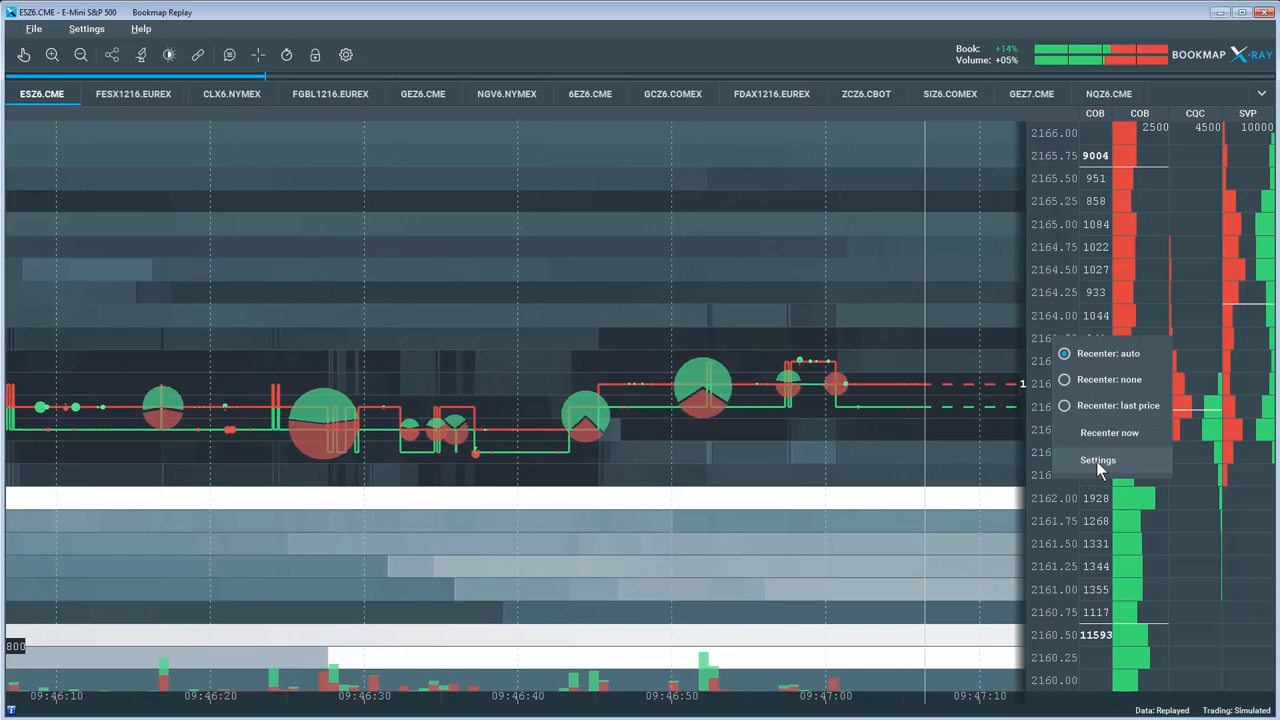 ESZ6.CME - E-Mini S&P 500 Bookmap Replay
File Settings Help
Book: +14%
Volume: +05%
BOOKMAP X-RAY
ESZ6.CME FESX1216.EUREX CLX6.NYMEX FGBL1216.EUREX GEZ6.CME NGV6.NYMEX 6EZ6.CME GCZ6.COMEX FDAX1216.EUREX ZCZ6.CBOT SIZ6.COMEX GEZ7.CME NQZ6.CME
COB COB CQC SVP
2500 4500 10000
2166.00
2165.75 9004
2165.50 951
2165.25 858
2165.00 1084
2164.75 1022
2164.50 1027
2164.25 933
2164.00 1044
Recenter: auto
Recenter: none
Recenter: last price
Recenter now
Settings
2162.00 1928
2161.75 1268
2161.50 1331
2161.25 1344
2161.00 1355
2160.75 1117
2160.50 11593
800
2160.25
2160.00
09:46:10 09:46:20 09:46:30 09:46:40 09:46:50 09:47:00 09:47:10
Data: Replayed Trading: Simulated